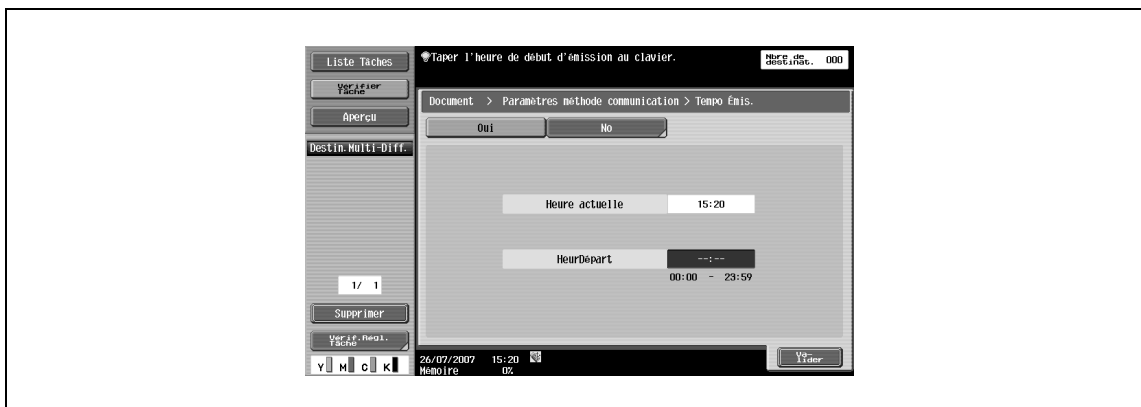 Liste Tâches
Vérifier
Tâche
Aperçu
Destin.Multi-Diff.
1/ 1
Supprimer
Vérif.Régl.
Tâche
Y M C K
Taper l'heure de début d'émission au clavier.
Nbre de
destinat. 000
Document > Paramètres méthode communication > Tempo Émis.
Oui No
Heure actuelle 15:20
HeurDépart --:--
00:00 - 23:59
26/07/2007 15:20
Mémoire 0%
Va-
lider